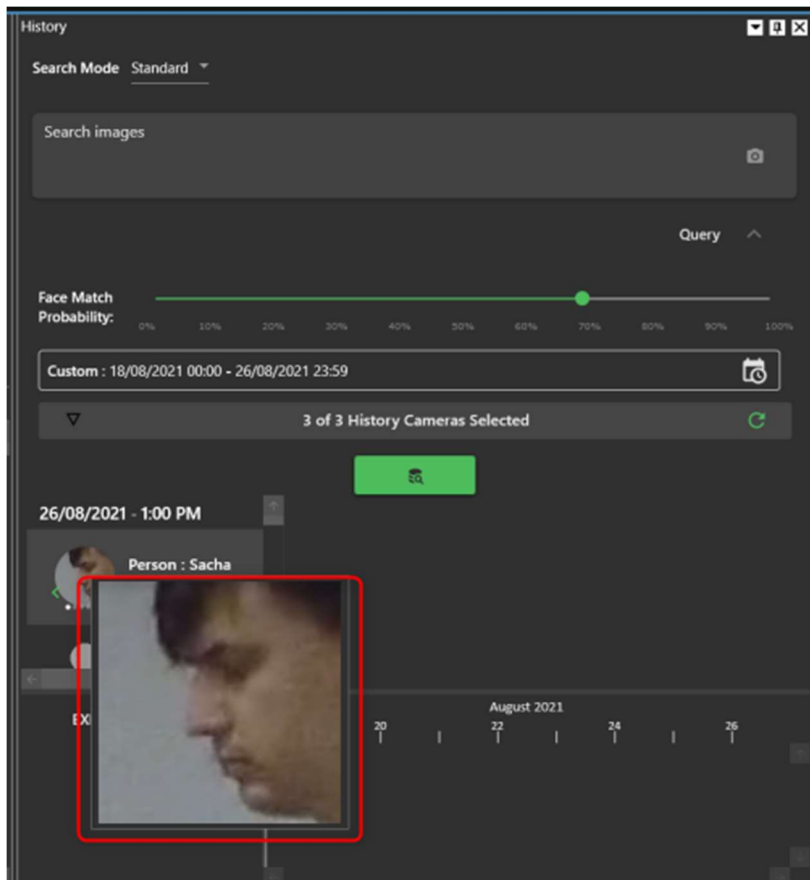 History
Search Mode Standard
Search images
Query
Face Match
Probability:
0% 10% 20% 30% 40% 50% 60% 70% 80% 90% 100%
Custom : 18/08/2021 00:00 - 26/08/2021 23:59
3 of 3 History Cameras Selected
26/08/2021 - 1:00 PM
Person : Sacha
August 2021
20 22 24 26